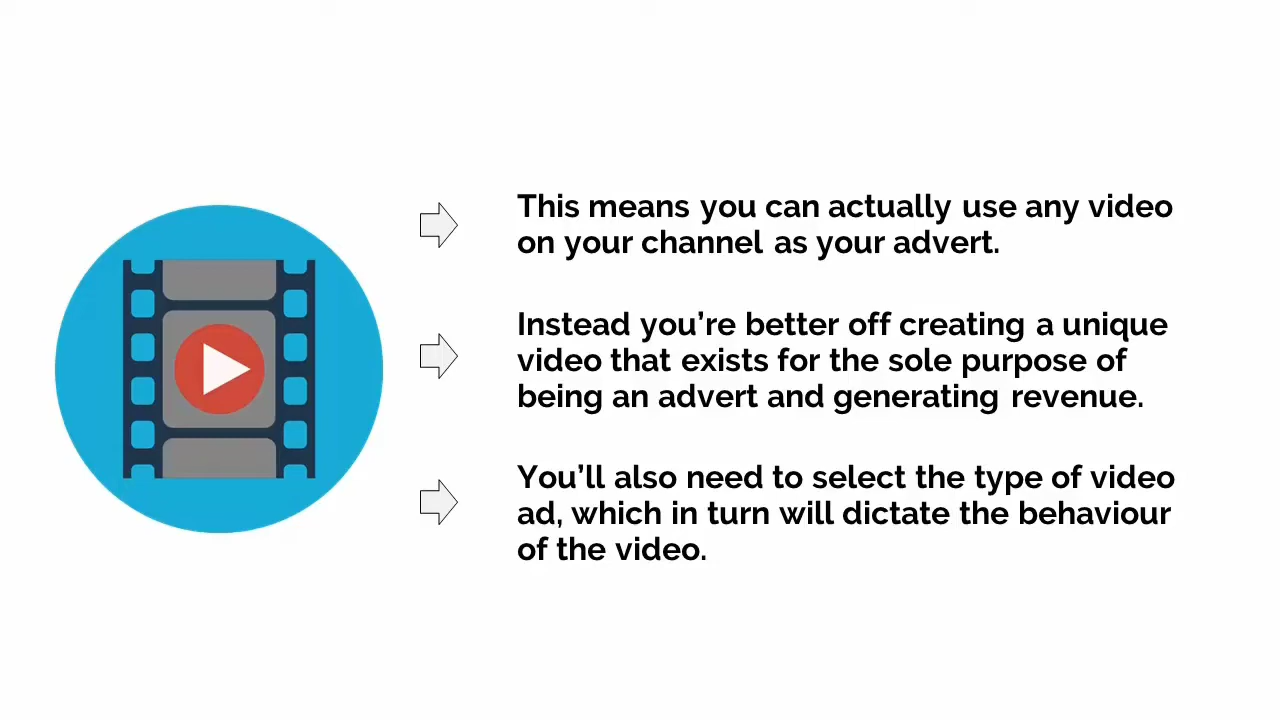 This means you can actually use any video
on your channel as your advert.
Instead you’re better off creating a unique
video that exists for the sole purpose of
being an advert and generating revenue.
You’ll also need to select the type of video
ad, which in turn will dictate the behaviour
of the video.